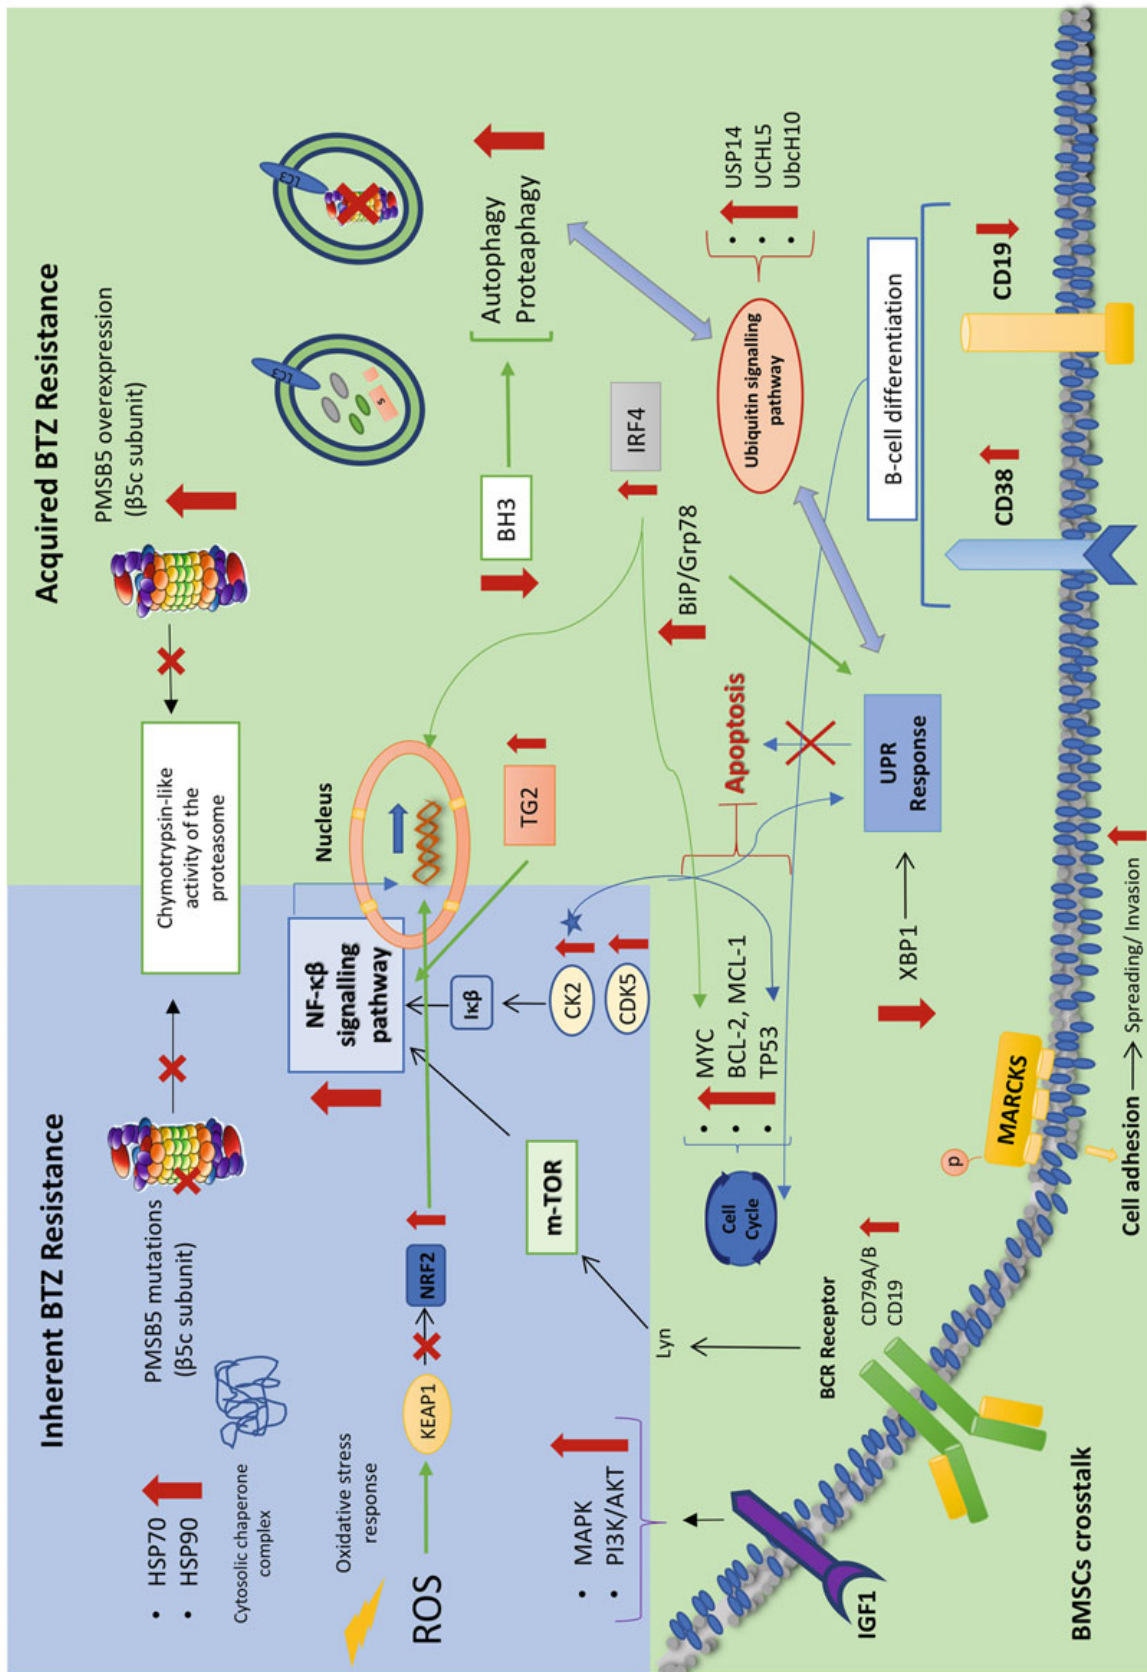 Inherent BTZ Resistance
Acquired BTZ Resistance
• HSP70
• HSP90
Cytosolic chaperone
complex
PMSB5 mutations
(β5c subunit)
Chymotrypsin-like
activity of the
proteasome
PMSB5 overexpression
(β5c subunit)
LC3
S
LC3
Oxidative stress
response
ROS
KEAP1
NRF2
NF-κβ
signalling
pathway
Nucleus
Iκβ
CK2
CDK5
TG2
BH3
Autophagy
Proteaphagy
IRF4
BiP/Grp78
• USP14
• UCHL5
• UbcH10
Ubiquitin signalling
pathway
• MAPK
• PI3K/AKT
m-TOR
Lyn
Cell
Cycle
• MYC
• BCL-2, MCL-1
• TP53
Apoptosis
UPR
Response
XBP1
B-cell differentiation
CD38
CD19
IGF1
BCR Receptor
CD79A/B
CD19
p
MARCKS
BMSCs crosstalk
Cell adhesion
Spreading/ Invasion